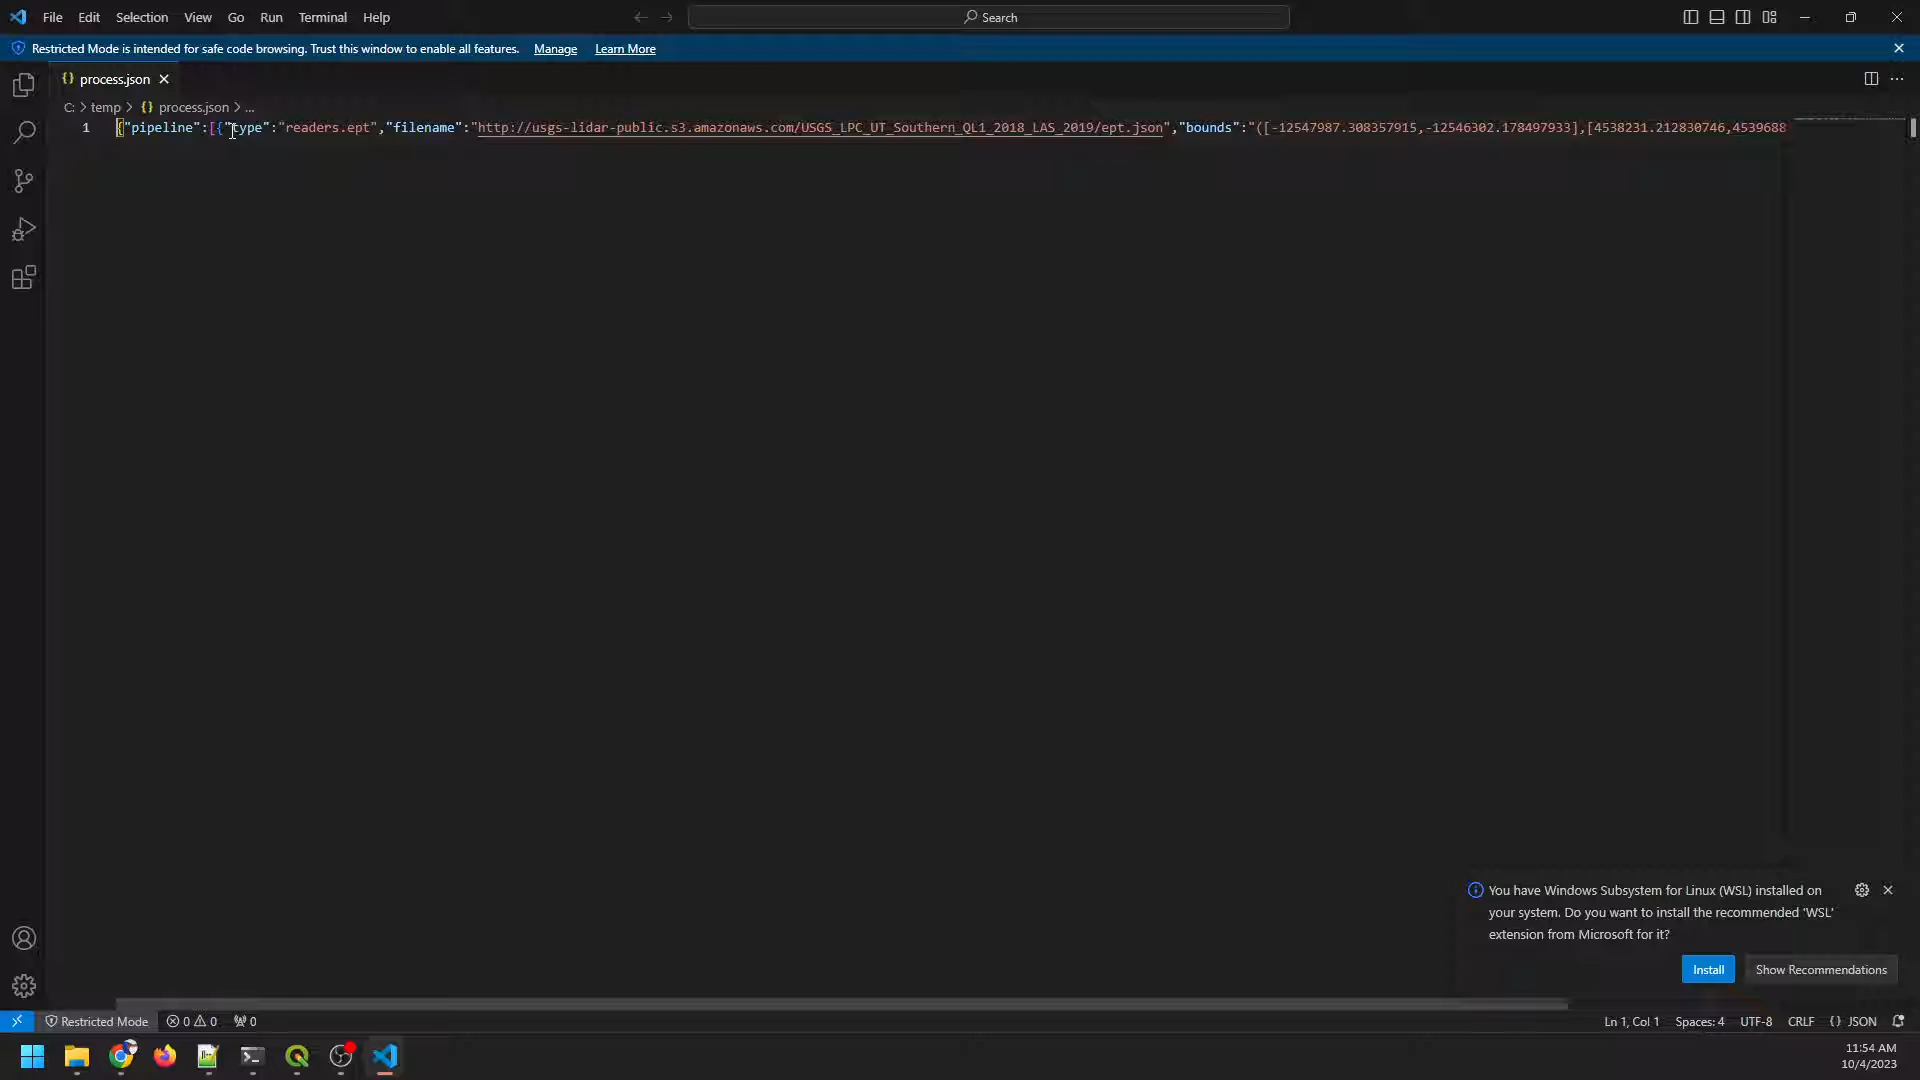 File Edit Selection View Go Run Terminal Help
Search
Restricted Mode is intended for safe code browsing. Trust this window to enable all features. Manage Learn More
{} process.json
C: > temp > {} process.json > ...
1 {"pipeline":[{"type":"readers.ept","filename":"http://usgs-lidar-public.s3.amazonaws.com/USGS_LPC_UT_Southern_QL1_2018_LAS_2019/ept.json","bounds":"([-12547987.308357915,-12546302.178497933],[4538231.212830746,4539688
You have Windows Subsystem for Linux (WSL) installed on
your system. Do you want to install the recommended 'WSL'
extension from Microsoft for it?
Install Show Recommendations
Restricted Mode 0 0 0 Ln 1, Col 1 Spaces: 4 UTF-8 CRLF {} JSON
11:54 AM
10/4/2023